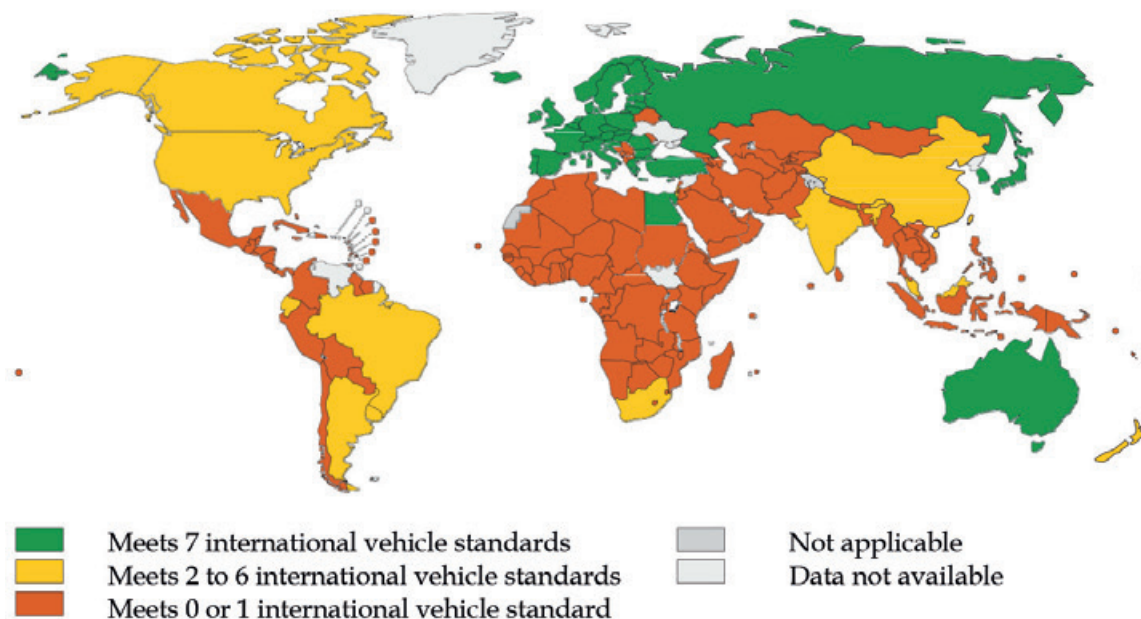 Meets 7 international vehicle standards
Meets 2 to 6 international vehicle standards
Meets 0 or 1 international vehicle standard
Not applicable
Data not available